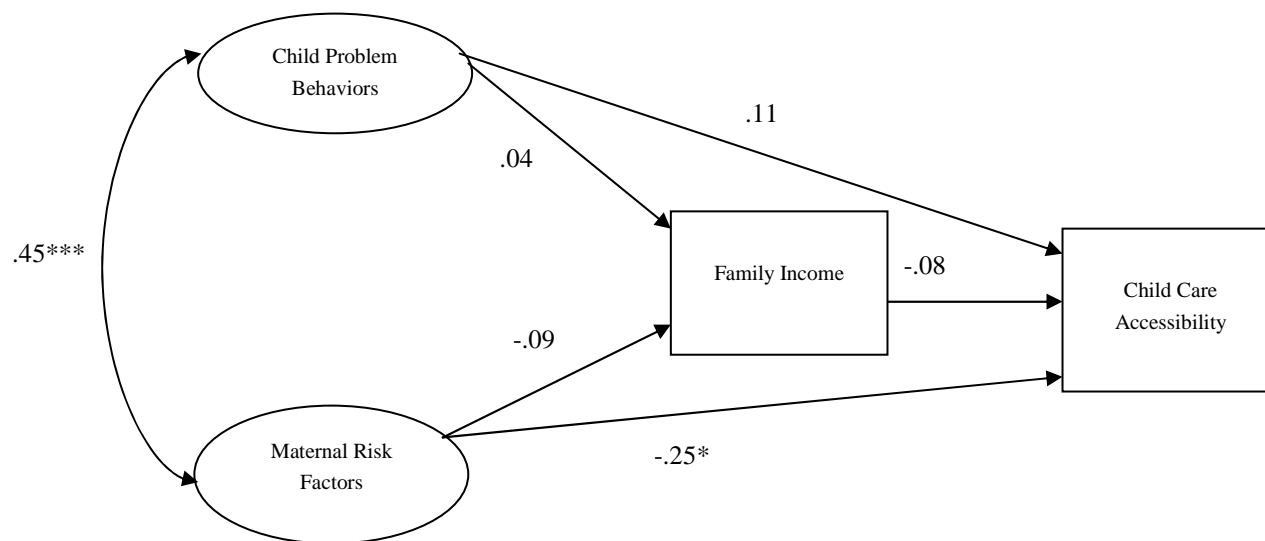 Child Problem
Behaviors
.11
.04
.45***
Family Income
-.08
Child Care
Accessibility
-.09
Maternal Risk
Factors
-.25*